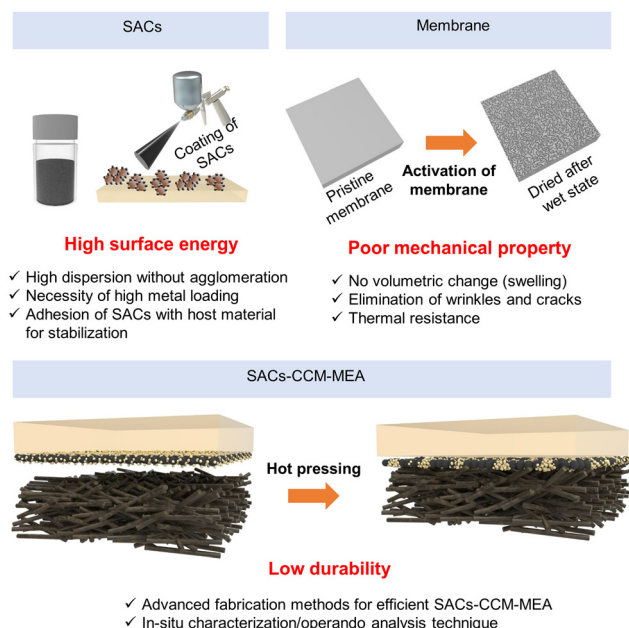 SACs
Coating of
SACs
High surface energy
✓ High dispersion without agglomeration
✓ Necessity of high metal loading
✓ Adhesion of SACs with host material
for stabilization
Membrane
Pristine
membrane
Activation of
membrane
Dried after
wet state
Poor mechanical property
✓ No volumetric change (swelling)
✓ Elimination of wrinkles and cracks
✓ Thermal resistance
SACs-CCM-MEA
Hot pressing
Low durability
✓ Advanced fabrication methods for efficient SACs-CCM-MEA
✓ In-situ characterization/operando analysis technique